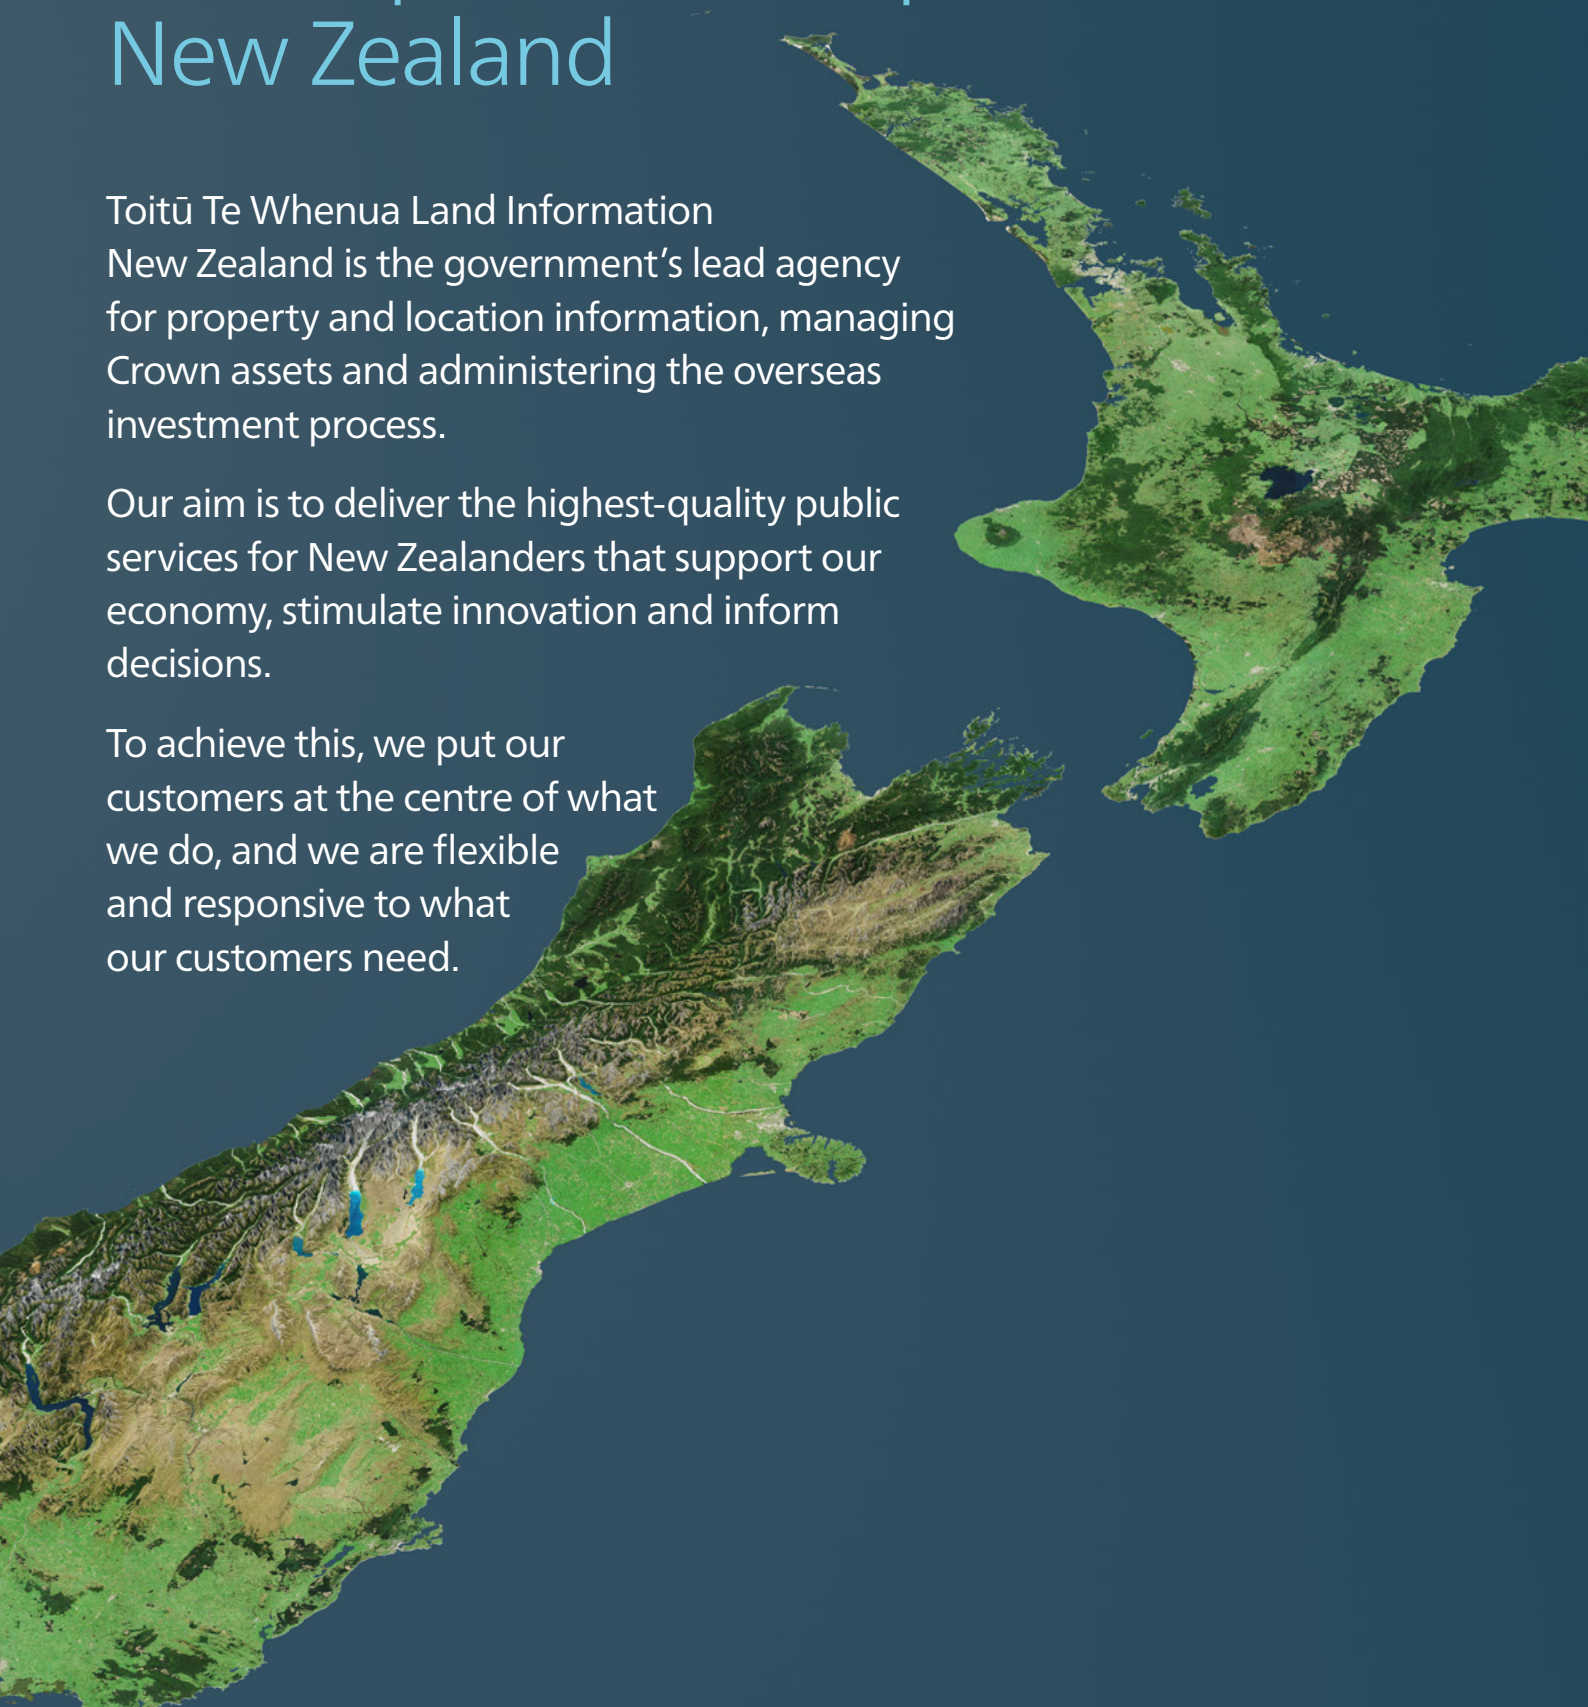 New Zealand
Toitū Te Whenua Land Information
New Zealand is the government’s lead agency
for property and location information, managing
Crown assets and administering the overseas
investment process.
Our aim is to deliver the highest-quality public
services for New Zealanders that support our
economy, stimulate innovation and inform
decisions.
To achieve this, we put our
customers at the centre of what
we do, and we are flexible
and responsive to what
our customers need.